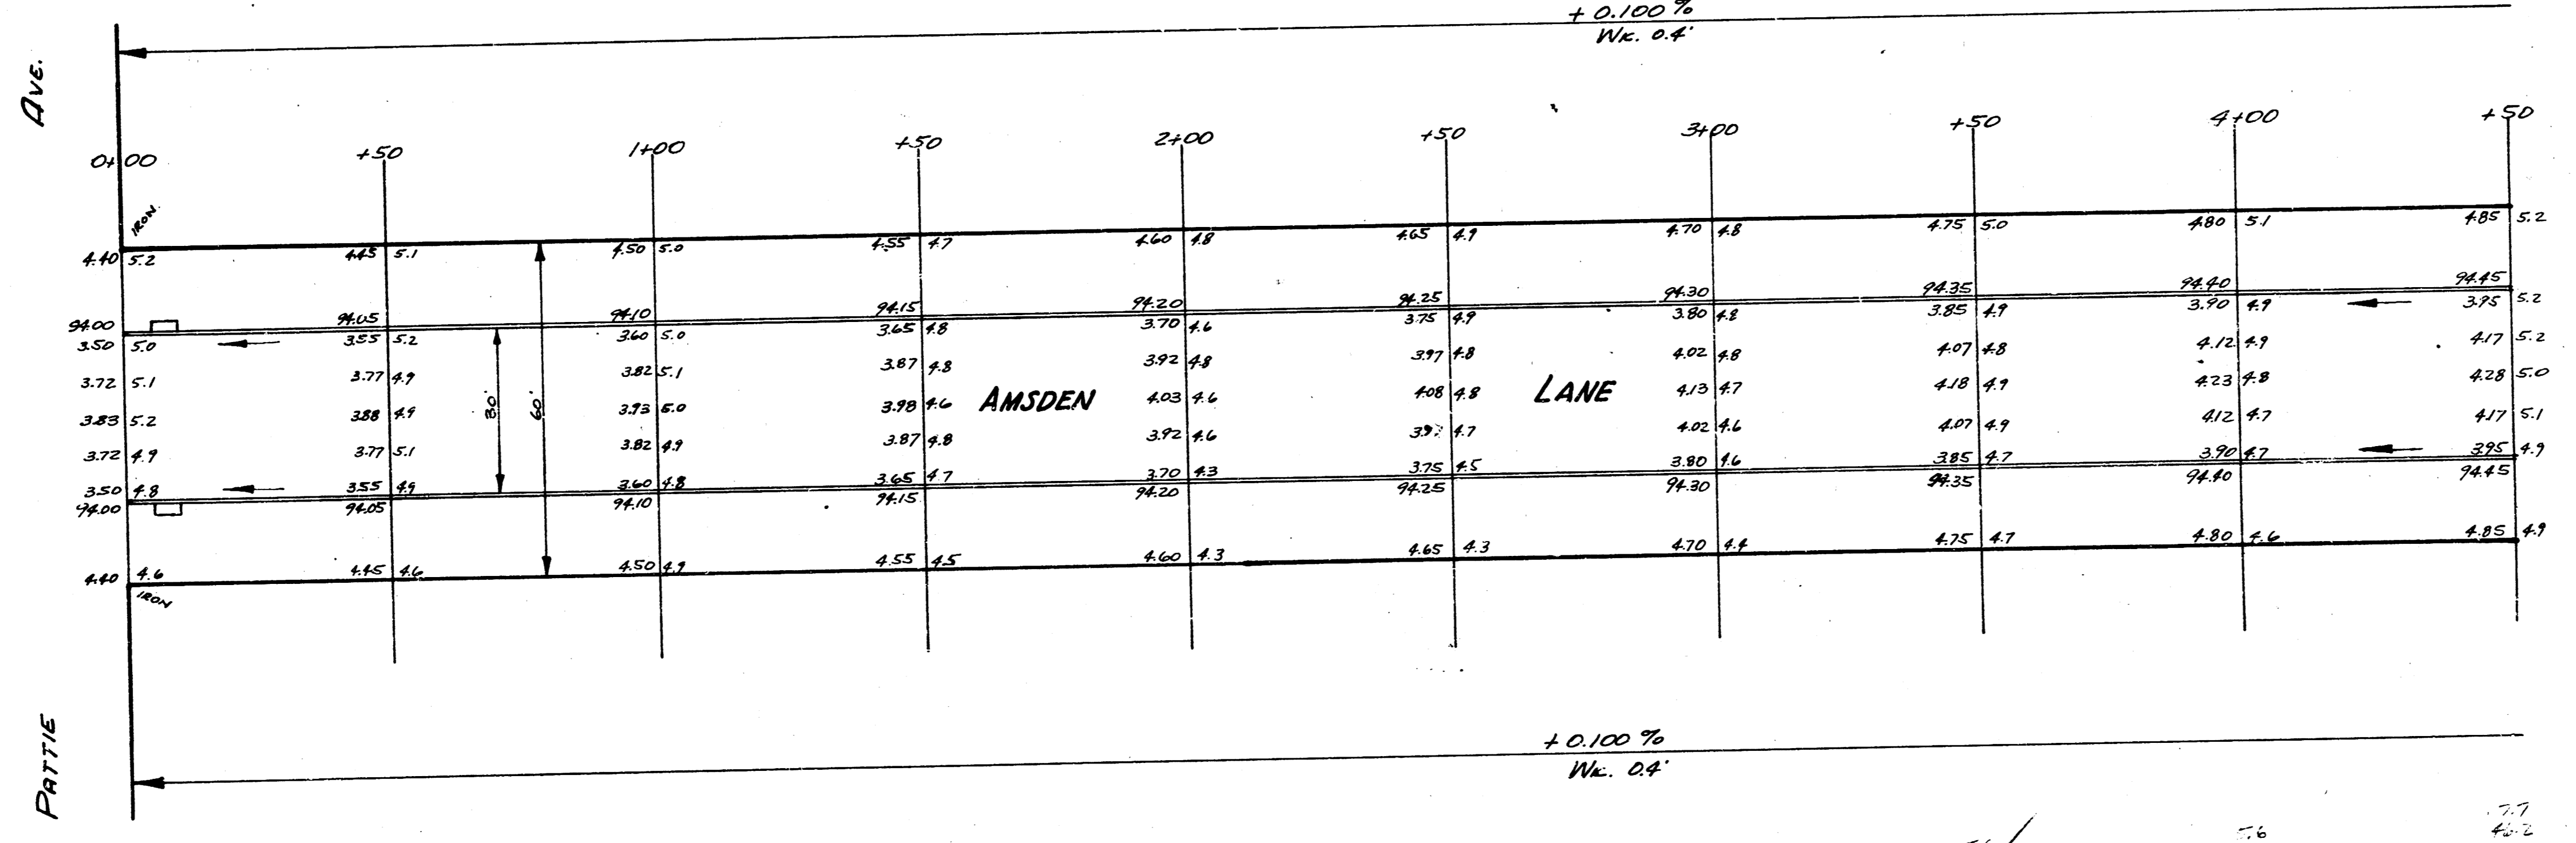 + 0.100 %
WK. 0.4'
AVE.
0+00 +50 1+00 +50 2+00 +50 3+00 +50 4+00 +50
IRON
4.40 5.2 4.45 5.1 4.50 5.0 4.55 4.7 4.60 4.8 4.65 4.9 4.70 4.8 4.75 5.0 4.80 5.1 4.85 5.2
94.00 94.05 94.10 94.15 94.20 94.25 94.30 94.35 94.40 94.45
3.50 5.0 3.55 5.2 3.60 5.0 3.65 4.8 3.70 4.6 3.75 4.9 3.80 4.8 3.85 4.9 3.90 4.9 3.95 5.2
3.72 5.1 3.77 4.9 3.82 5.1 3.87 4.8 3.92 4.8 3.97 4.8 4.02 4.8 4.07 4.8 4.12 4.9 4.17 5.2
30' 60' AMSDEN LANE
3.83 5.2 3.88 4.9 3.93 5.0 3.98 4.6 4.03 4.6 4.08 4.8 4.13 4.7 4.18 4.9 4.23 4.8 4.28 5.0
3.72 4.9 3.77 5.1 3.82 4.9 3.87 4.8 3.92 4.6 4.7 4.02 4.6 4.07 4.9 4.12 4.7 4.17 5.1
3.50 4.8 3.55 4.9 3.60 4.8 3.65 4.7 3.70 4.3 3.75 4.5 3.80 4.6 3.85 4.7 3.90 4.7 3.95 4.9
94.00 94.05 94.10 94.15 94.20 94.25 94.30 94.35 94.40 94.45
4.40 4.6 4.45 4.6 4.50 4.9 4.55 4.5 4.60 4.3 4.65 4.3 4.70 4.4 4.75 4.7 4.80 4.6 4.85 4.9
IRON
PATTIE
+ 0.100 %
WK. 0.4'